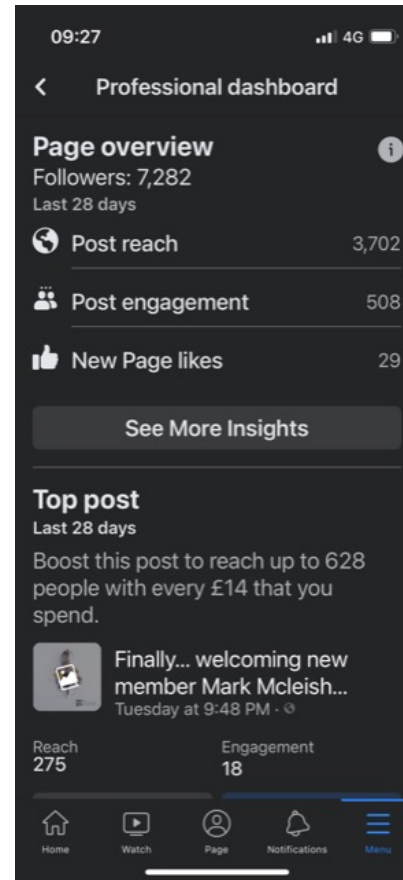 09:27
4G
Professional dashboard
Page overview
Followers: 7,282
Last 28 days
Post reach 3,702
Post engagement 508
New Page likes 29
See More Insights
Top post
Last 28 days
Boost this post to reach up to 628
people with every £14 that you
spend.
Finally... welcoming new
member Mark Mcleish...
Tuesday at 9:48 PM ·
Reach Engagement
275 18
Home Watch Page Notifications Menu